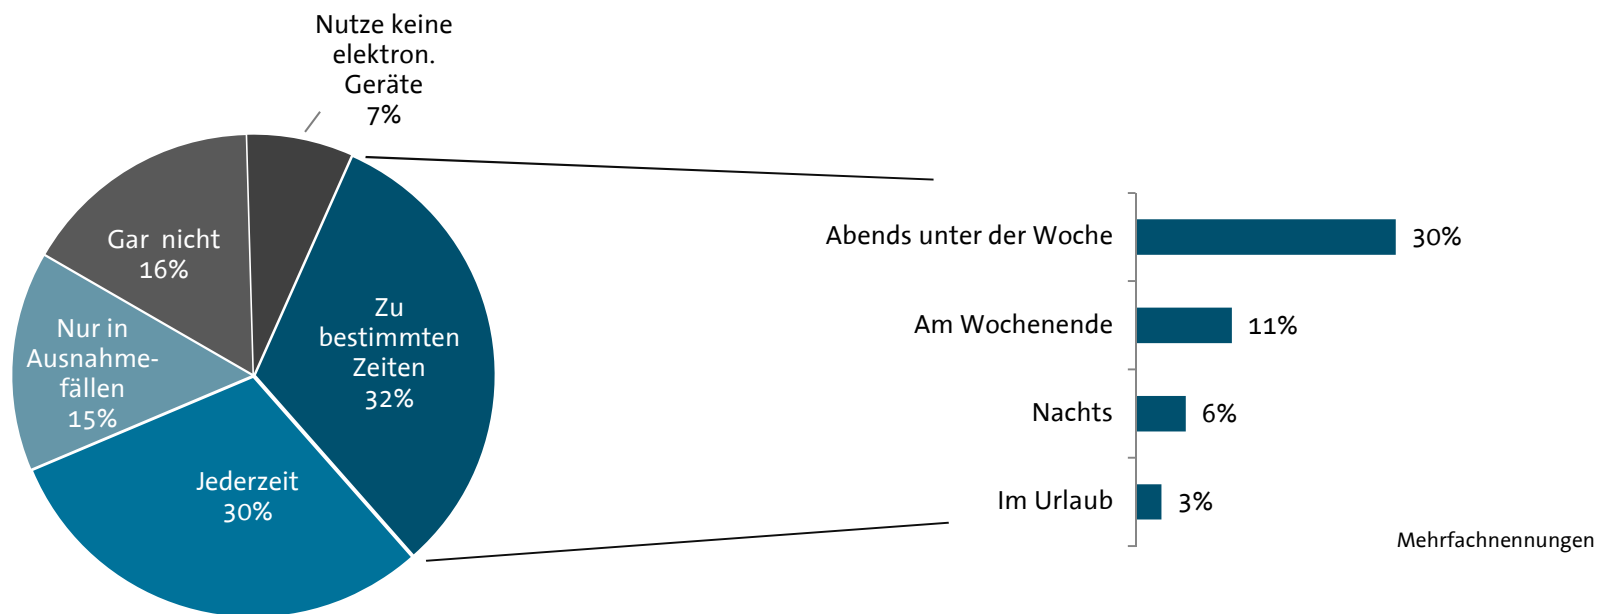 Nutze keine
elektron.
Geräte
7%
Gar nicht
16%
Nur in
Ausnahme-
fällen
15%
Zu
bestimmten
Zeiten
32%
Jederzeit
30%
Abends unter der Woche
30%
Am Wochenende
11%
Nachts
6%
Im Urlaub
3%
Mehrfachnennungen